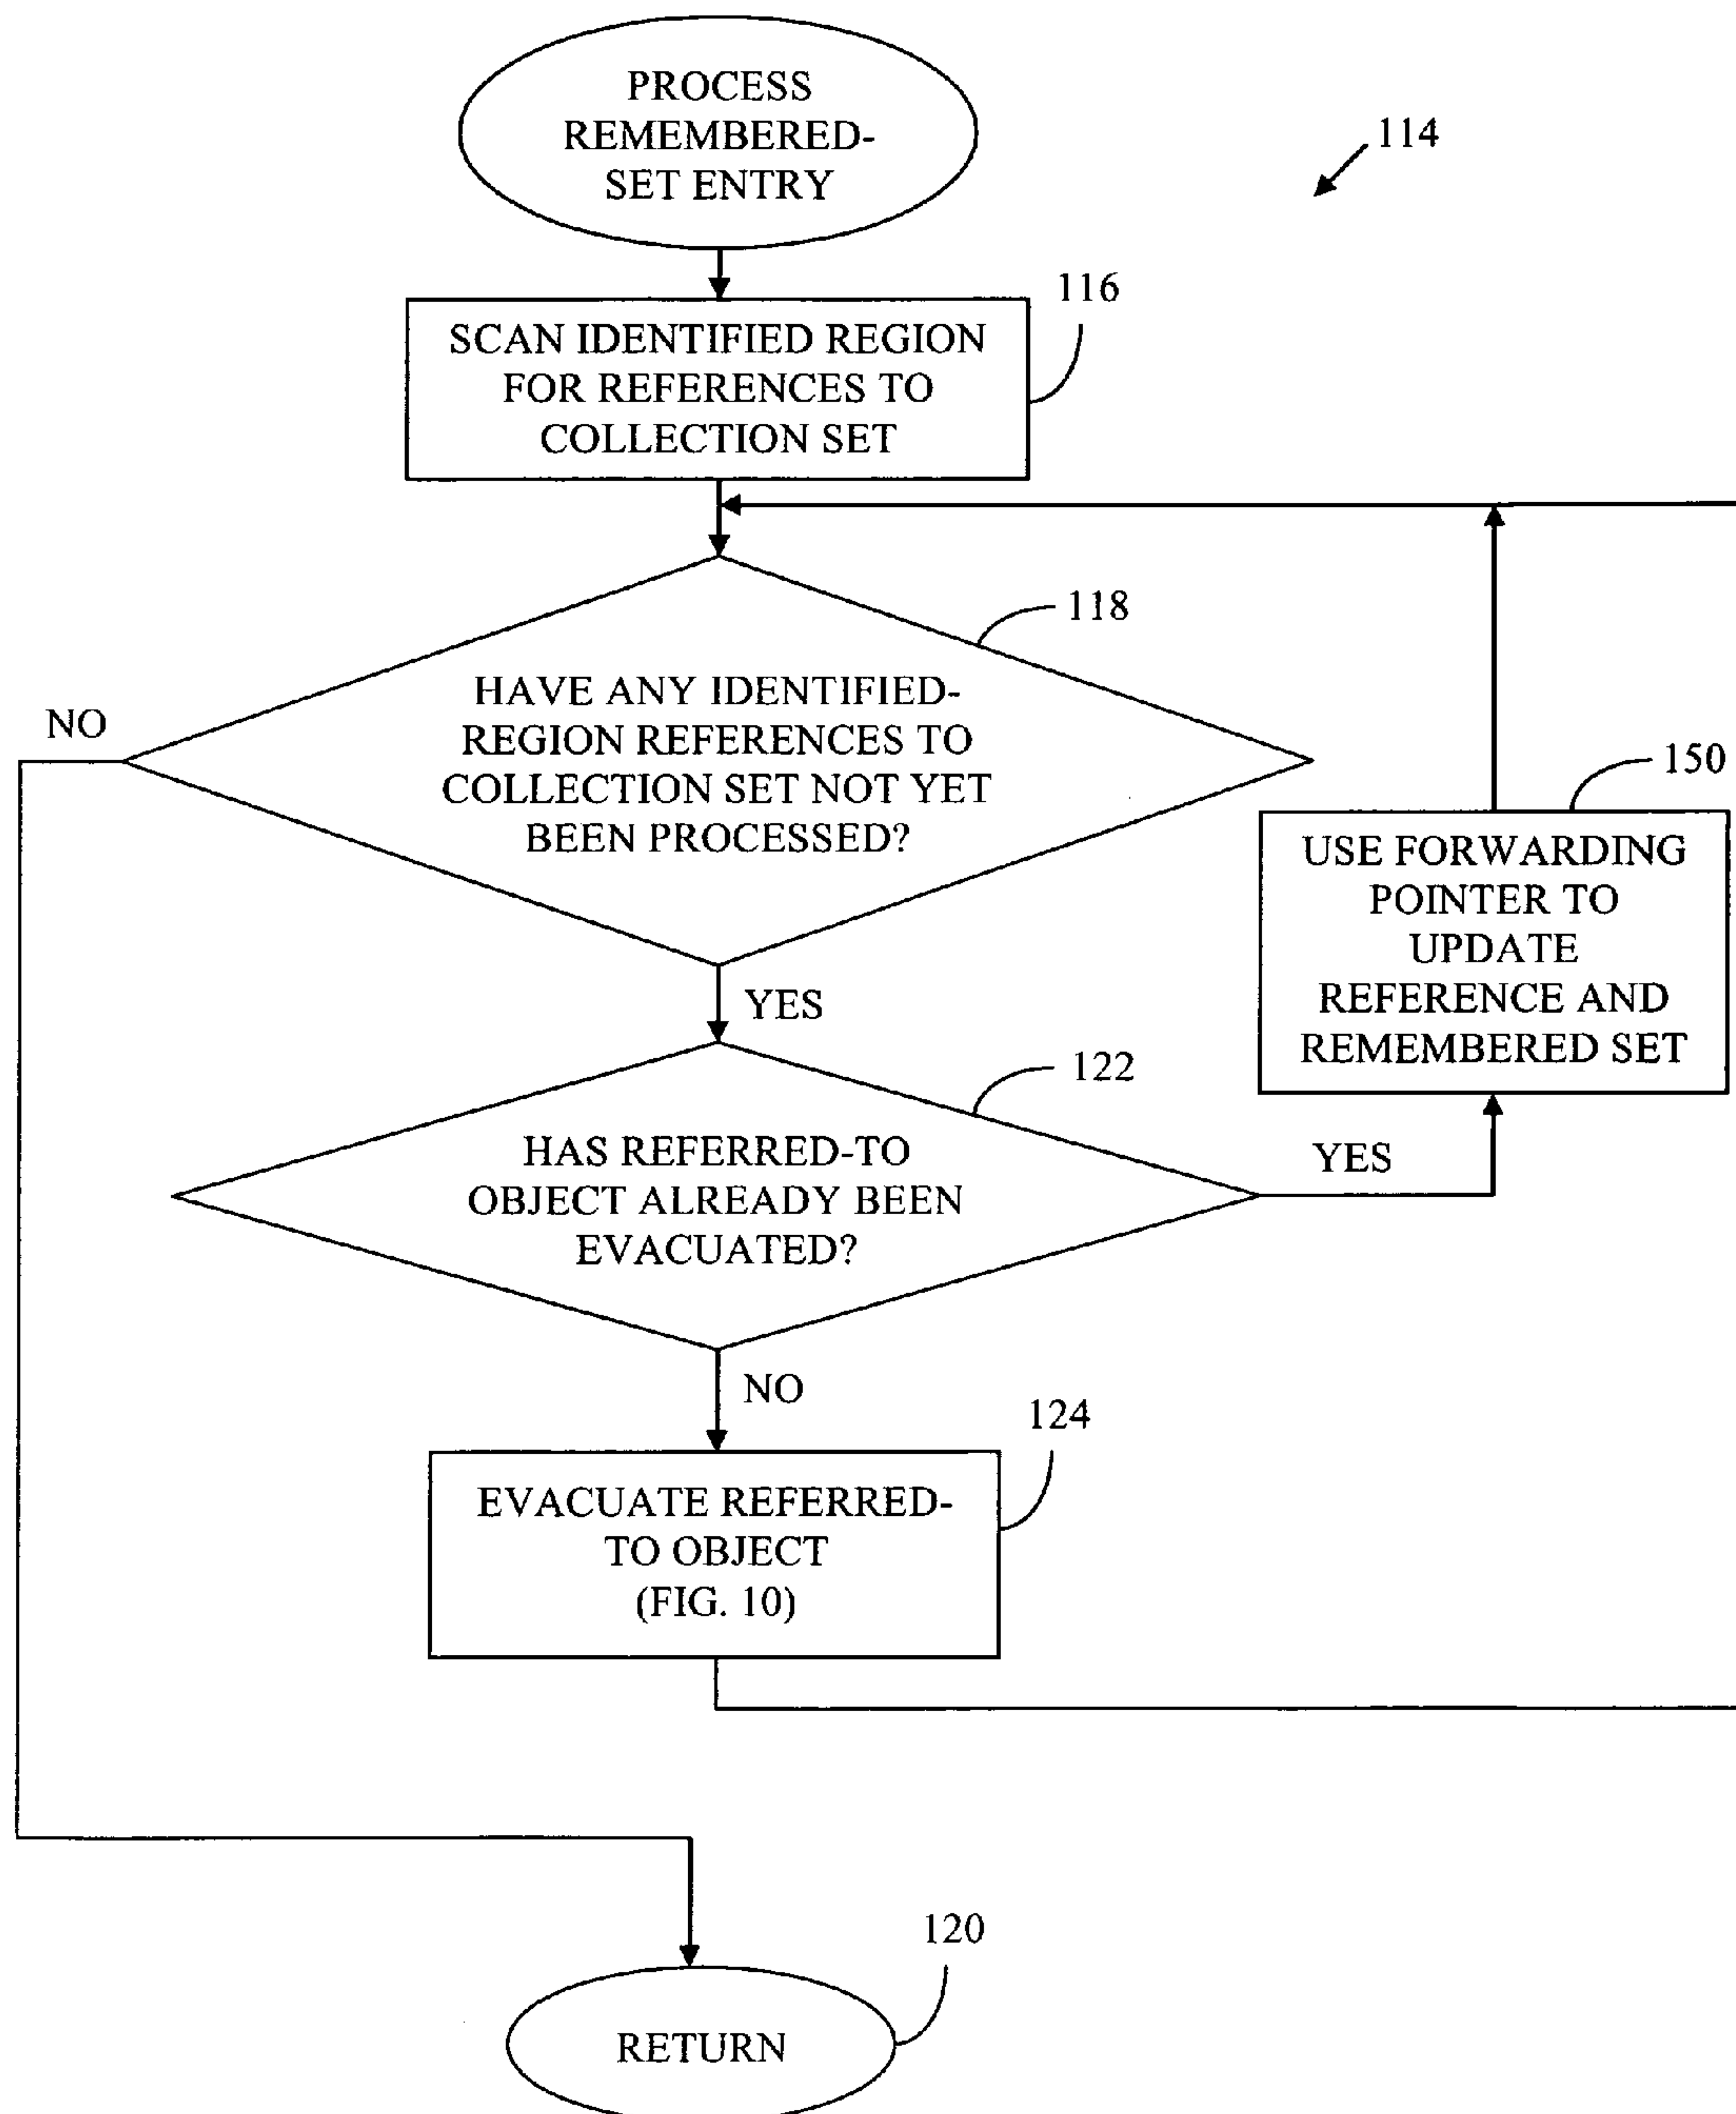 PROCESS
REMEMBERED-
SET ENTRY
114
116
SCAN IDENTIFIED REGION
FOR REFERENCES TO
COLLECTION SET
118
HAVE ANY IDENTIFIED-
REGION REFERENCES TO
COLLECTION SET NOT YET
BEEN PROCESSED?
NO
150
USE FORWARDING
POINTER TO
UPDATE
REFERENCE AND
REMEMBERED SET
YES
122
HAS REFERRED-TO
OBJECT ALREADY BEEN
EVACUATED?
YES
NO
124
EVACUATE REFERRED-
TO OBJECT
(FIG. 10)
120
RETURN